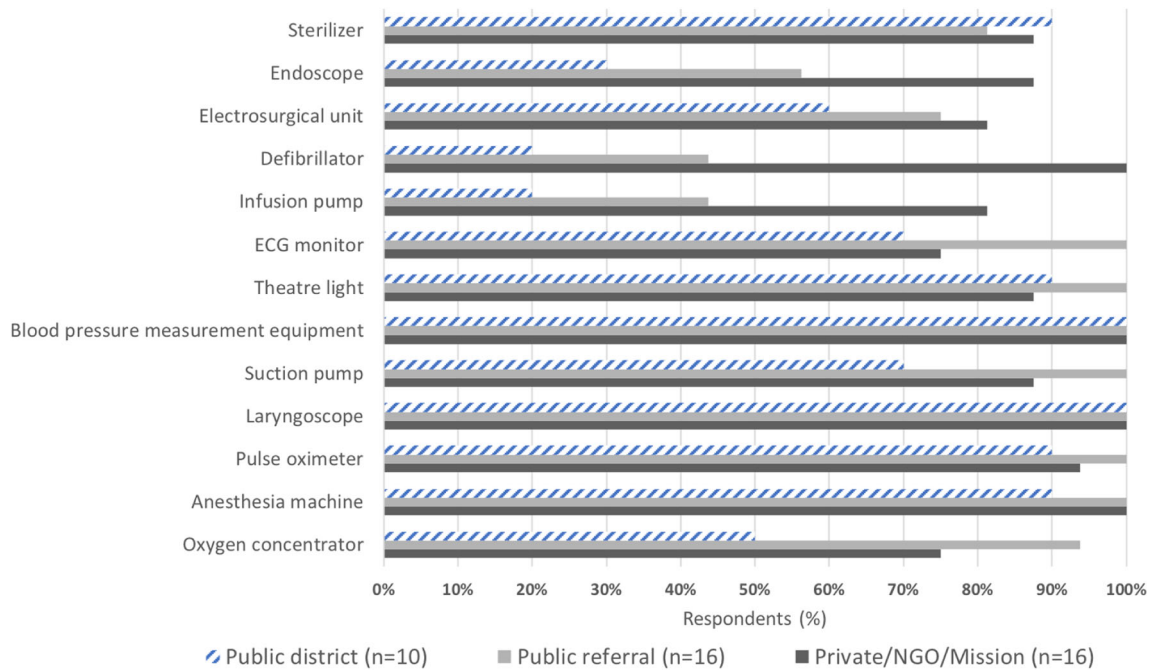 Sterilizer
Endoscope
Electrosurgical unit
Defibrillator
Infusion pump
ECG monitor
Theatre light
Blood pressure measurement equipment
Suction pump
Laryngoscope
Pulse oximeter
Anesthesia machine
Oxygen concentrator
0% 10% 20% 30% 40% 50% 60% 70% 80% 90% 100%
Respondents (%)
Public district (n=10) Public referral (n=16) Private/NGO/Mission (n=16)